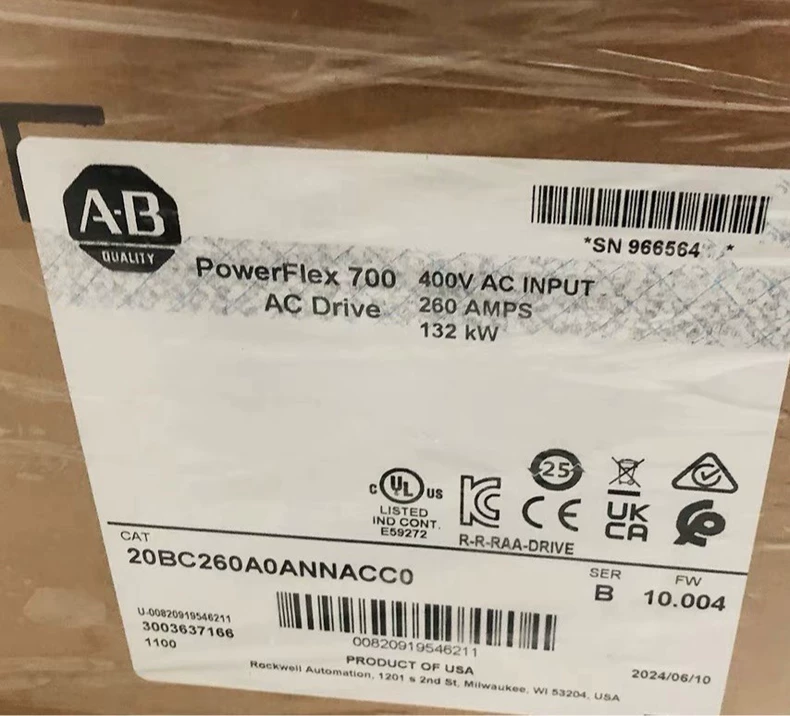 A-B
QUALITY
*SN 966564 *
PowerFlex 700
AC Drive
400V AC INPUT
260 AMPS
132 kW
25
C UL US
LISTED
IND CONT.
E59272
KC
CE
UK
CA
R-R-RAA-DRIVE
CAT
20BC260A0ANNACC0
SER
B
FW
10.004
U-00820919546211
3003637166
1100
00820919546211
PRODUCT OF USA
Rockwell Automation, 1201 s 2nd St, Milwaukee, WI 53204, USA
2024/06/10